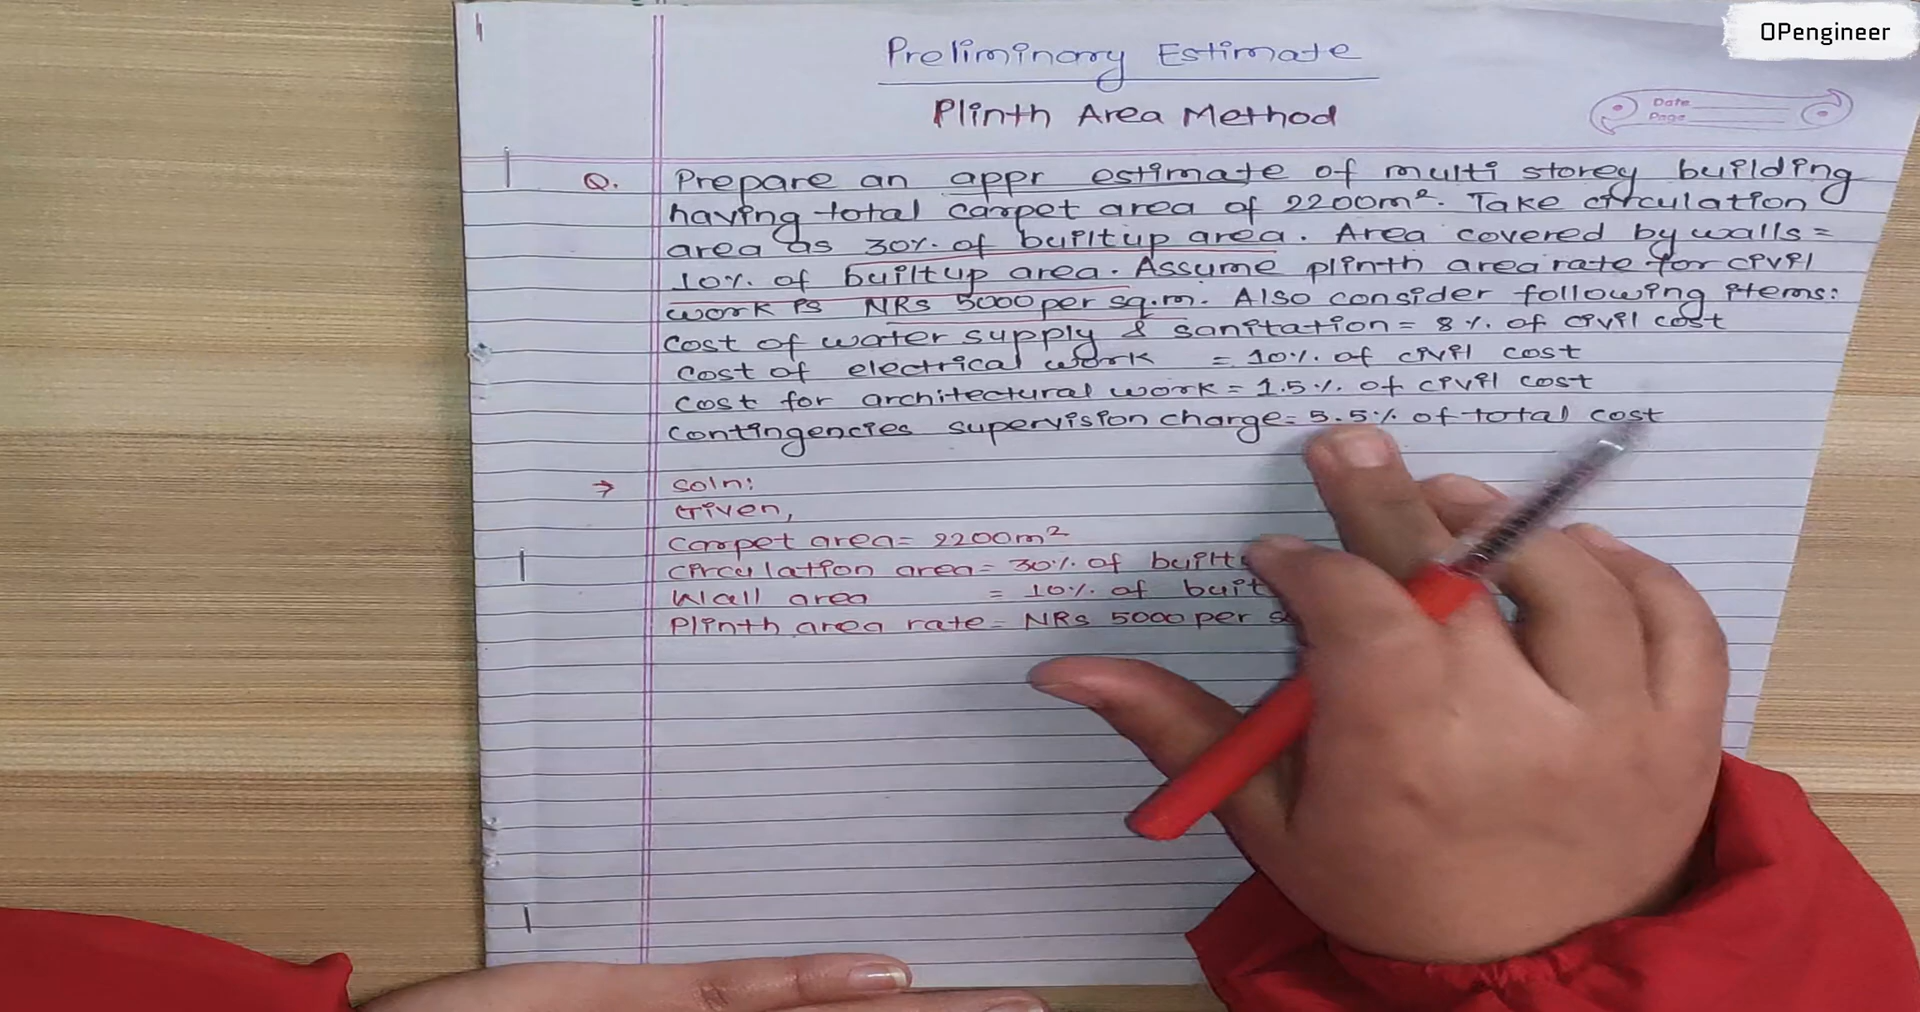 OPengineer
Preliminary Estimate
Plinth Area Method
Date
Page
Q. Prepare an appr estimate of multi storey building
having total carpet area of 2200m². Take circulation
area as 30% of builtup area. Area covered by walls =
10% of builtup area. Assume plinth area rate for civil
work is NRs 5000 per sq.m. Also consider following items:
cost of water supply & sanitation = 8% of civil cost
cost of electrical work = 10% of civil cost
cost for architectural work = 1.5% of civil cost
contingencies supervision charge = 5.5% of total cost
→ soln:
Given,
carpet area = 2200m²
circulation area = 30% of
Wall area = 10% of
Plinth area rate = NRs 5000 per